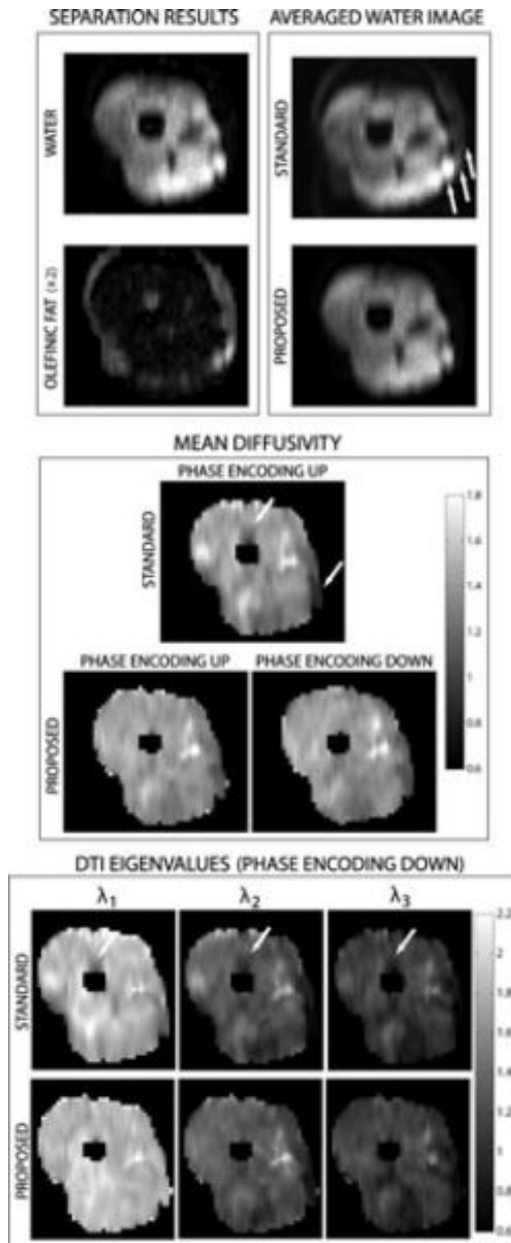 SEPARATION RESULTS
AVERAGED WATER IMAGE
WATER
STANDARD
OLEFINIC FAT (×2)
PROPOSED
MEAN DIFFUSIVITY
PHASE ENCODING UP
STANDARD
1.8
1.6
1.4
1.2
1
0.8
0.6
PHASE ENCODING UP
PHASE ENCODING DOWN
PROPOSED
DTI EIGENVALUES (PHASE ENCODING DOWN)
λ1
λ2
λ3
STANDARD
2.2
2
1.8
1.6
1.4
1.2
1
0.8
0.6
PROPOSED